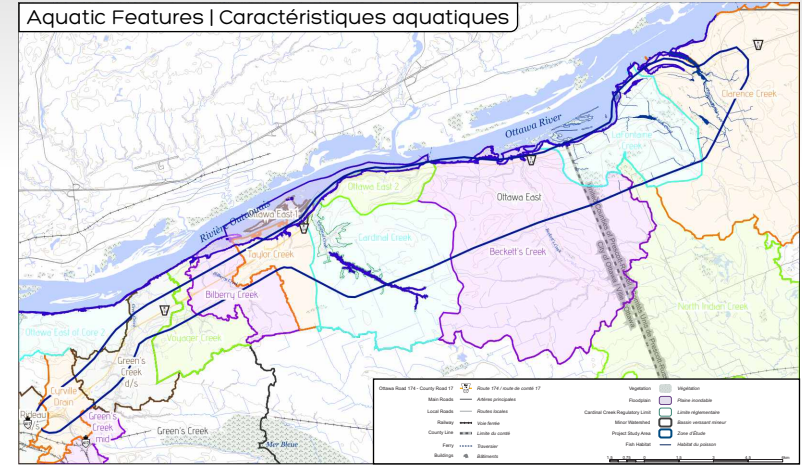 Aquatic Features | Caractéristiques aquatiques
Clarence Creek
Ottawa River
Ottawa East 2
Ottawa East
Rivière Outaouais
Ottawa East 1
Cardinal Creek
Taylor Creek
Beckett's Creek
Bilberry Creek
North Indian Creek
Voyageur Creek
Ottawa East of Core 2
Green's
Creek
d/s
Cyrville
Drain
Green's
Creek
mid
Green's Creek
Mer Bleue
Ottawa Road 174 - County Road 17 Route 174 / route de comté 17
Main Roads Artères principales
Local Roads Routes locales
Railway Voie ferrée
County Line Limite du comté
Ferry Traversier
Buildings Bâtiments
Vegetation Végétation
Floodplain Plaine inondable
Cardinal Creek Regulatory Limit Limite réglementaire
Minor Watershed Bassin versant mineur
Project Study Area Zone d'Étude
Fish Habitat Habitat du poisson